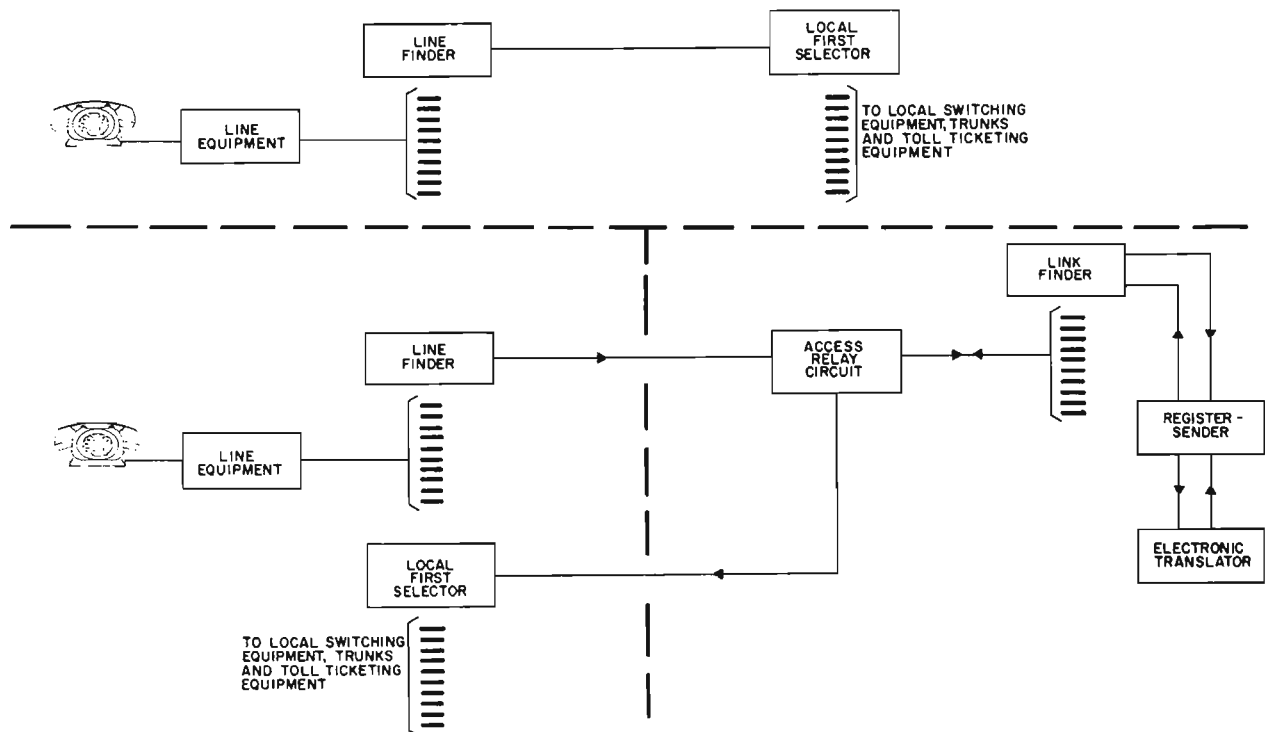 LINE
FINDER
LOCAL
FIRST
SELECTOR
LINE
EQUIPMENT
TO LOCAL SWITCHING
EQUIPMENT, TRUNKS
AND TOLL TICKETING
EQUIPMENT
LINK
FINDER
LINE
FINDER
ACCESS
RELAY
CIRCUIT
REGISTER-
SENDER
LINE
EQUIPMENT
ELECTRONIC
TRANSLATOR
LOCAL
FIRST
SELECTOR
TO LOCAL SWITCHING
EQUIPMENT, TRUNKS
AND TOLL TICKETING
EQUIPMENT